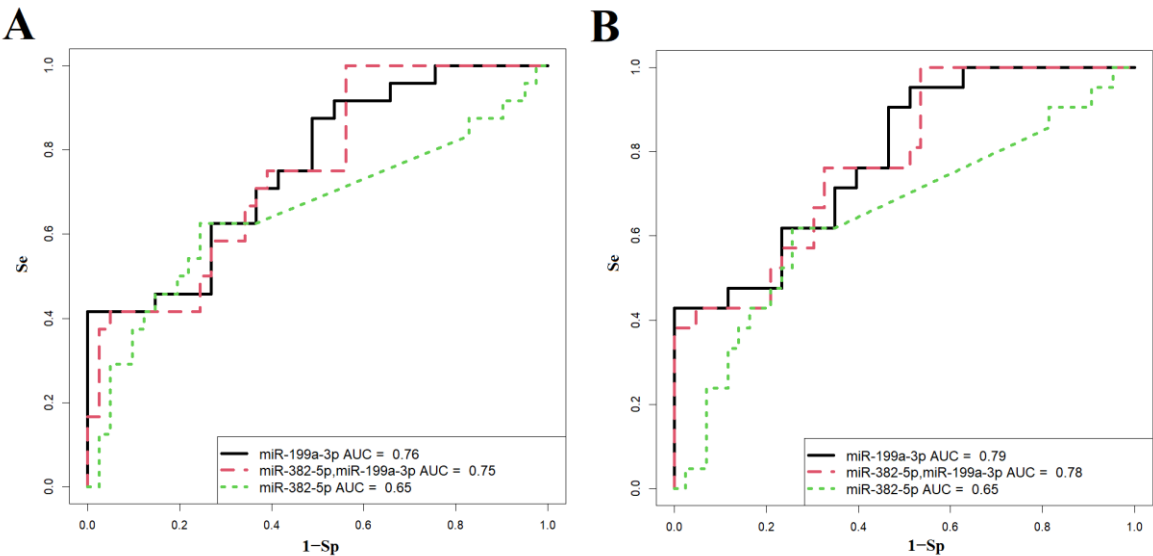 A
Se
1.0
0.8
0.6
0.4
0.2
0.0
miR-199a-3p AUC = 0.76
miR-382-5p,miR-199a-3p AUC = 0.75
miR-382-5p AUC = 0.65
0.0 0.2 0.4 0.6 0.8 1.0
1−Sp
B
Se
1.0
0.8
0.6
0.4
0.2
0.0
miR-199a-3p AUC = 0.79
miR-382-5p,miR-199a-3p AUC = 0.78
miR-382-5p AUC = 0.65
0.0 0.2 0.4 0.6 0.8 1.0
1−Sp